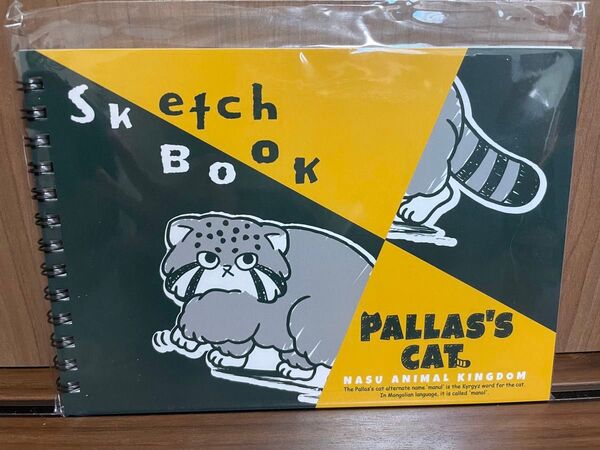 Sketch
BOOK
PALLAS'S
CAT
NASU ANIMAL KINGDOM
The Pallas's cat alternate name 'manul' is the Kyrgyz word for the cat.
In Mongolian language, it is called 'manol'.